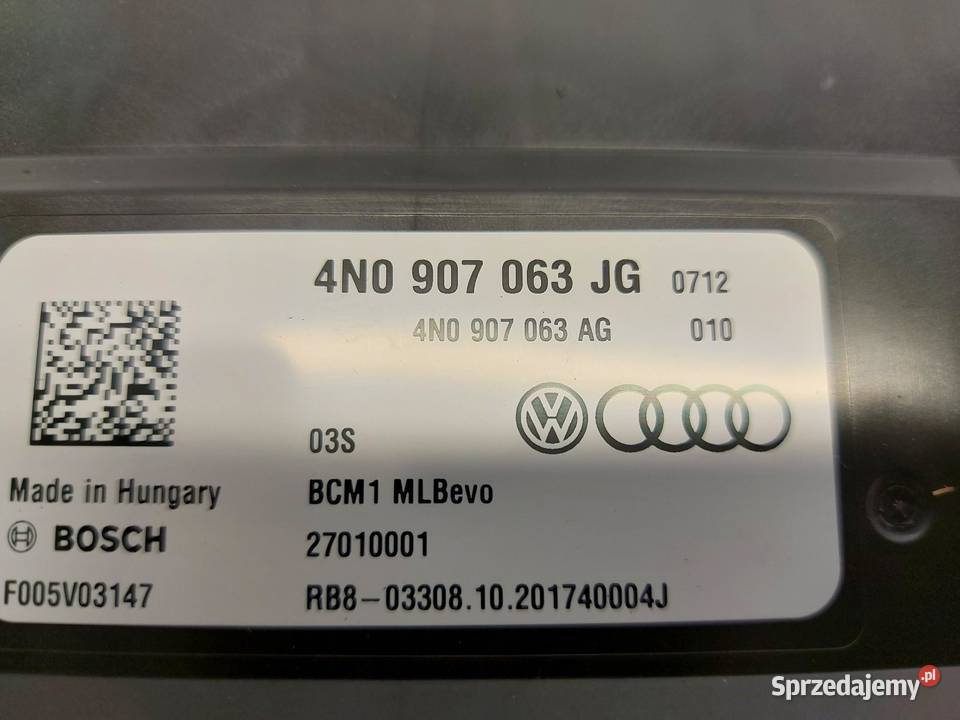 4N0 907 063 JG 0712
4N0 907 063 AG 010
03S
Made in Hungary BCM1 MLBevo
BOSCH 27010001
F005V03147 RB8-03308.10.201740004J
Sprzedajemy.pl